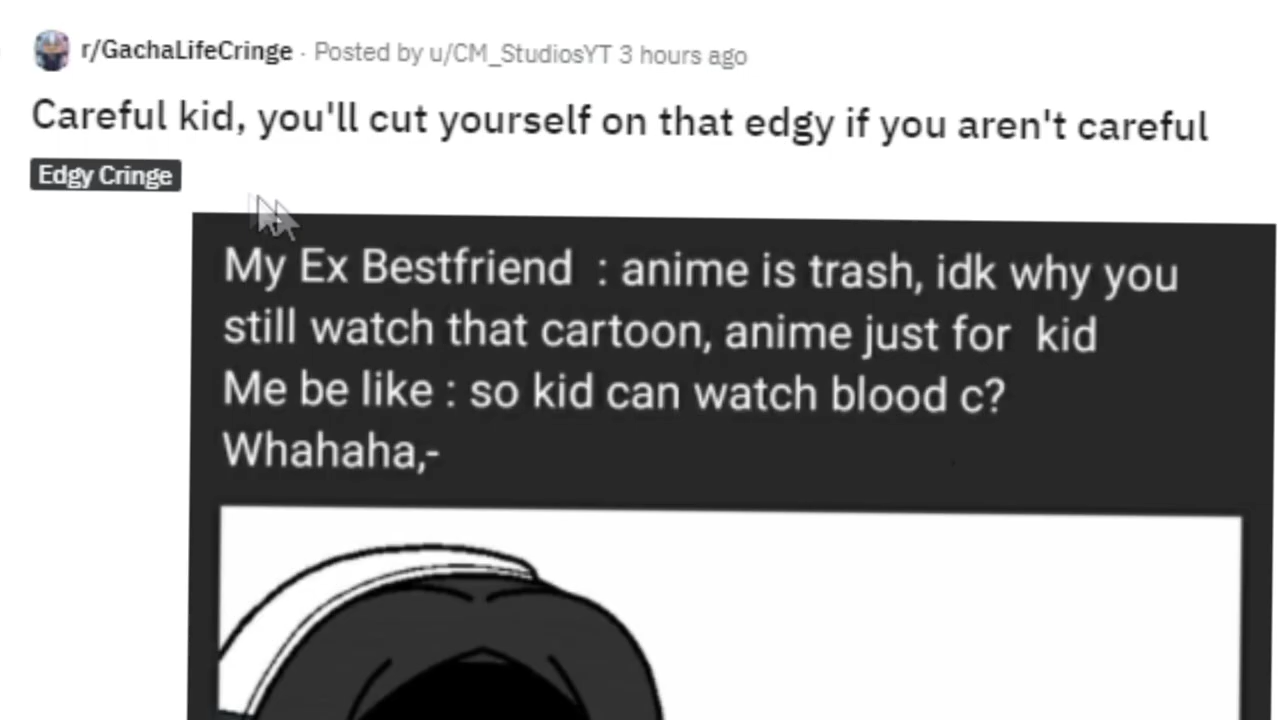 r/GachaLifeCringe · Posted by u/CM_StudiosYT 3 hours ago
Careful kid, you'll cut yourself on that edgy if you aren't careful
Edgy Cringe
My Ex Bestfriend : anime is trash, idk why you
still watch that cartoon, anime just for kid
Me be like : so kid can watch blood c?
Whahaha,-